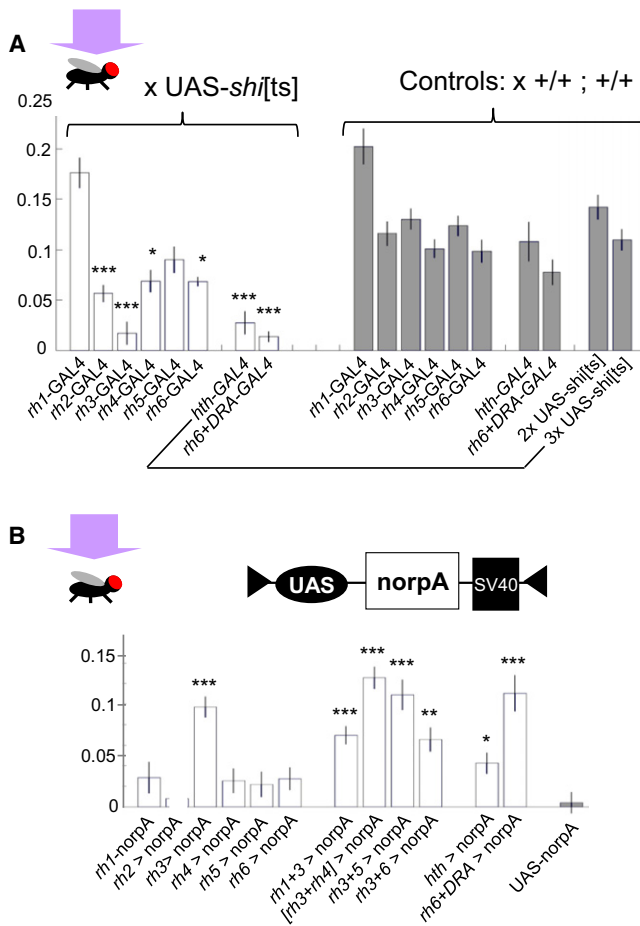 A
x UAS-shi[ts]
Controls: x +/+ ; +/+
0.25
0.2
0.15
0.1
0.05
0
rh1-GAL4
rh2-GAL4
rh3-GAL4
rh4-GAL4
rh5-GAL4
rh6-GAL4
hth-GAL4
rh6+DRA-GAL4
rh1-GAL4
rh2-GAL4
rh3-GAL4
rh4-GAL4
rh5-GAL4
rh6-GAL4
hth-GAL4
rh6+DRA-GAL4
2x UAS-shi[ts]
3x UAS-shi[ts]
***
***
*
*
***
***
B
UAS
norpA
SV40
0.15
0.1
0.05
0
***
***
***
***
**
*
***
rh1-norpA
rh2 > norpA
rh3> norpA
rh4 > norpA
rh5 > norpA
rh6 > norpA
rh1+3 > norpA
[rh3+rh4] > norpA
rh3+5 > norpA
rh3+6 > norpA
hth > norpA
rh6+DRA > norpA
UAS-norpA